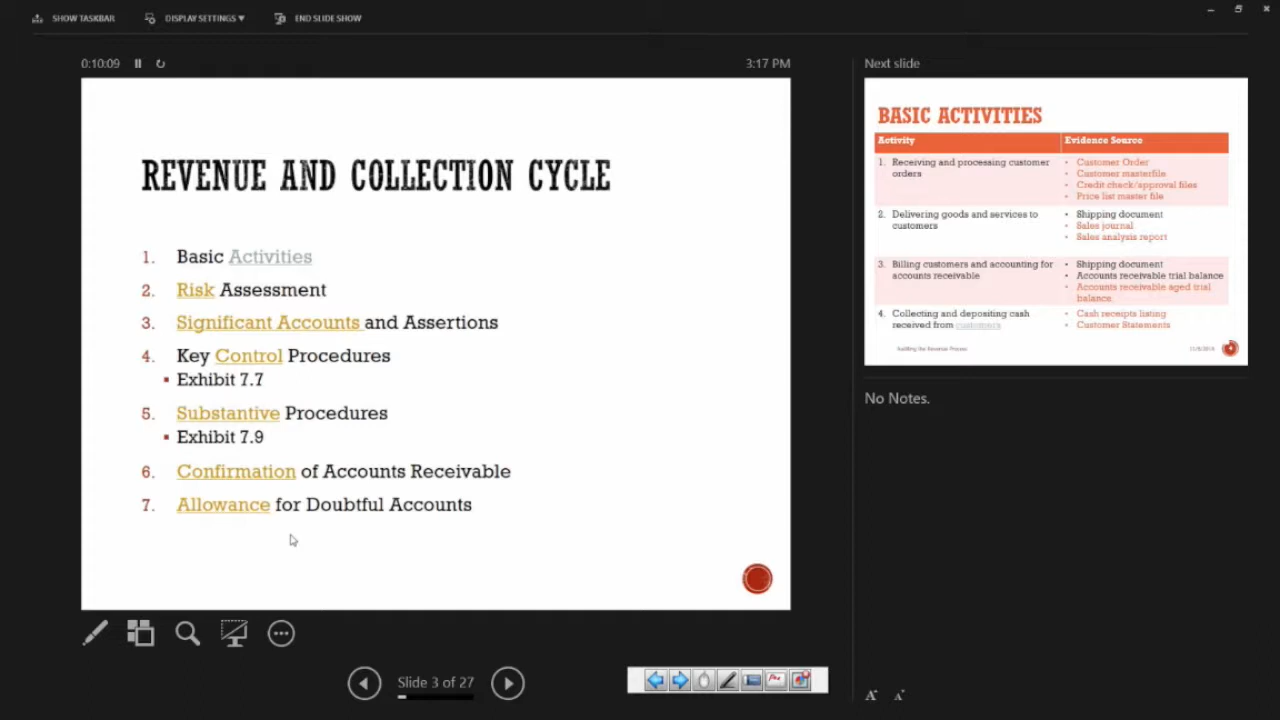 SHOW TASKBAR
DISPLAY SETTINGS ▼
END SLIDE SHOW
0:10:09
3:17 PM
REVENUE AND COLLECTION CYCLE
1. Basic Activities
2. Risk Assessment
3. Significant Accounts and Assertions
4. Key Control Procedures
▪ Exhibit 7.7
5. Substantive Procedures
▪ Exhibit 7.9
6. Confirmation of Accounts Receivable
7. Allowance for Doubtful Accounts
Slide 3 of 27
Next slide
BASIC ACTIVITIES
Activity
Evidence Source
1. Receiving and processing customer
orders
• Customer Order
• Customer masterfile
• Credit check/approval files
• Price list master file
2. Delivering goods and services to
customers
• Shipping document
• Sales journal
• Sales analysis report
3. Billing customers and accounting for
accounts receivable
• Shipping document
• Accounts receivable trial balance
• Accounts receivable aged trial
balance
4. Collecting and depositing cash
received from customers
• Cash receipts listing
• Customer Statements
Auditing the Revenue Process
No Notes.
A A